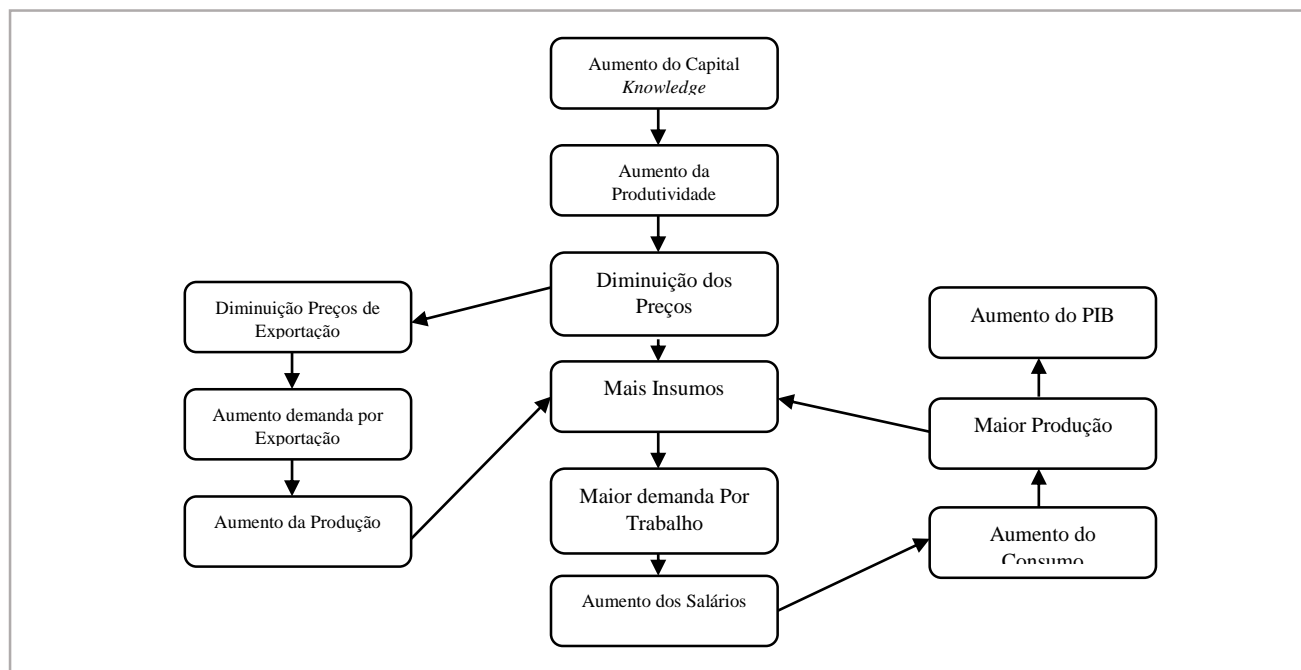 Aumento do Capital
Knowledge
Aumento da
Produtividade
Diminuição dos
Preços
Diminuição Preços de
Exportação
Aumento do PIB
Mais Insumos
Aumento demanda por
Exportação
Maior Produção
Maior demanda Por
Trabalho
Aumento da Produção
Aumento do
Consumo
Aumento dos Salários